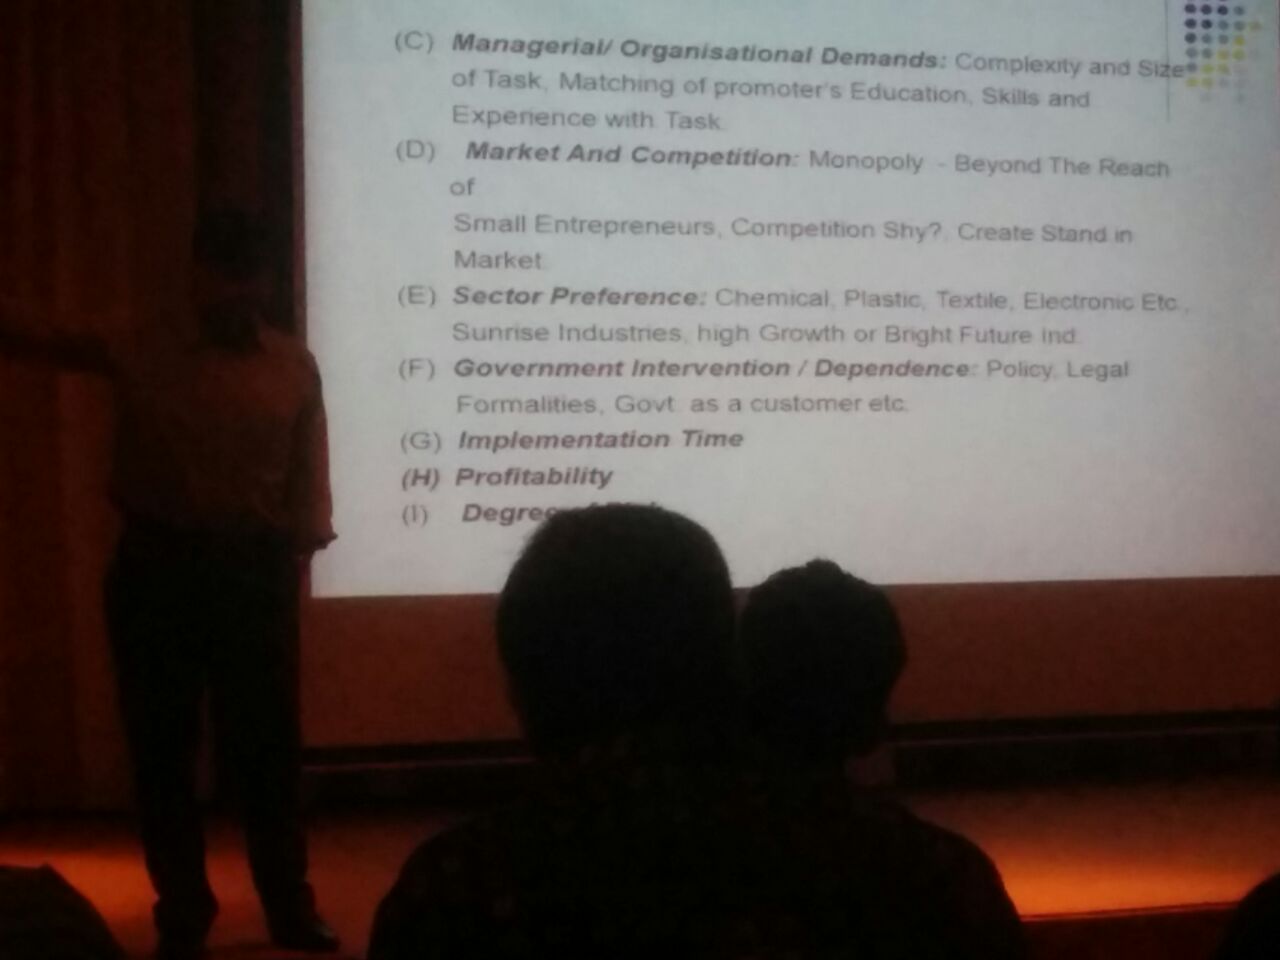 (C) Managerial/ Organisational Demands: Complexity and Size
of Task, Matching of promoter's Education, Skills and
Experience with Task.
(D) Market And Competition: Monopoly - Beyond The Reach
of
Small Entrepreneurs, Competition Shy?. Create Stand in
Market.
(E) Sector Preference: Chemical, Plastic, Textile, Electronic Etc.,
Sunrise Industries, high Growth or Bright Future Ind.
(F) Government Intervention / Dependence: Policy, Legal
Formalities, Govt. as a customer etc.
(G) Implementation Time
(H) Profitability
(I) Degree